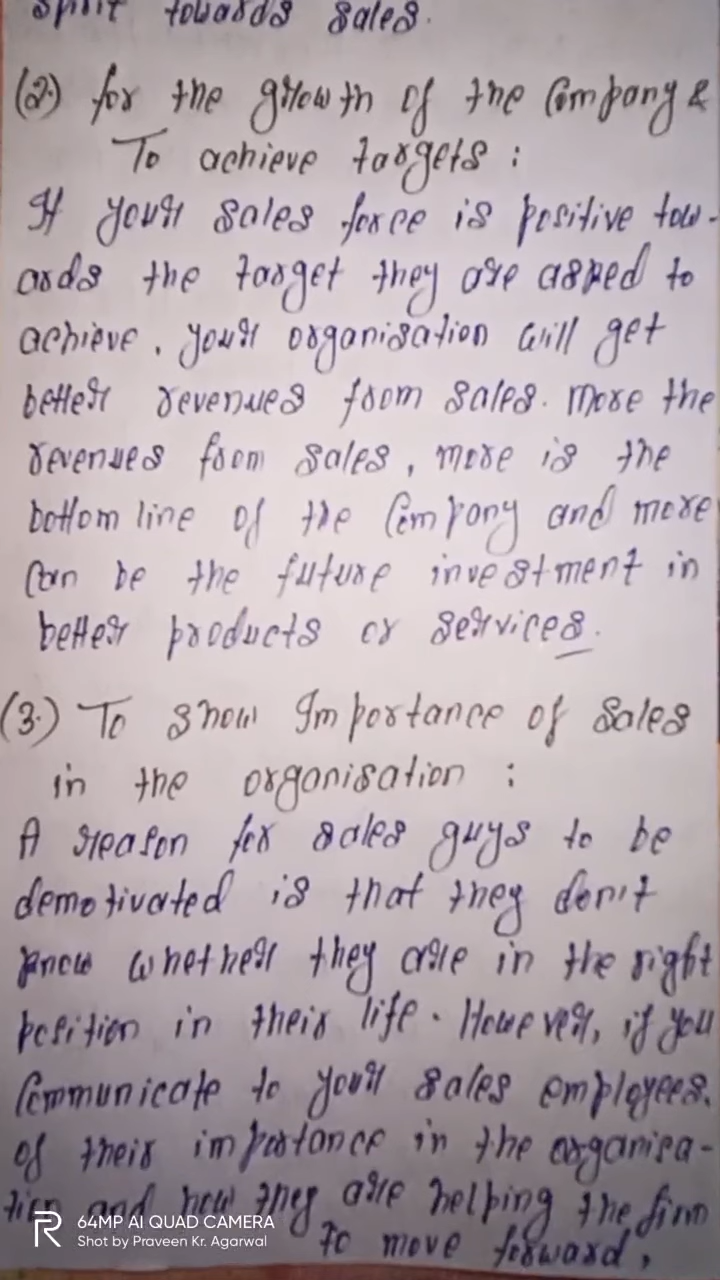 spirit towards sales.
(2.) for the growth of the Company &
To achieve targets :
If your sales force is positive tow-
ards the target they are asked to
achieve. your organisation will get
better revenues from sales. more the
revenues from sales, more is the
bottom line of the Company and more
Can be the future investment in
better products or services.
(3.) To show Importance of Sales
in the organisation :
A reason for sales guys to be
demotivated is that they don't
know whether they are in the right
position in their life. However, if you
Communicate to your sales employees.
of their importance in the organisa-
tion and how they are helping the firm
to move forward,
64MP AI QUAD CAMERA
Shot by Praveen Kr. Agarwal